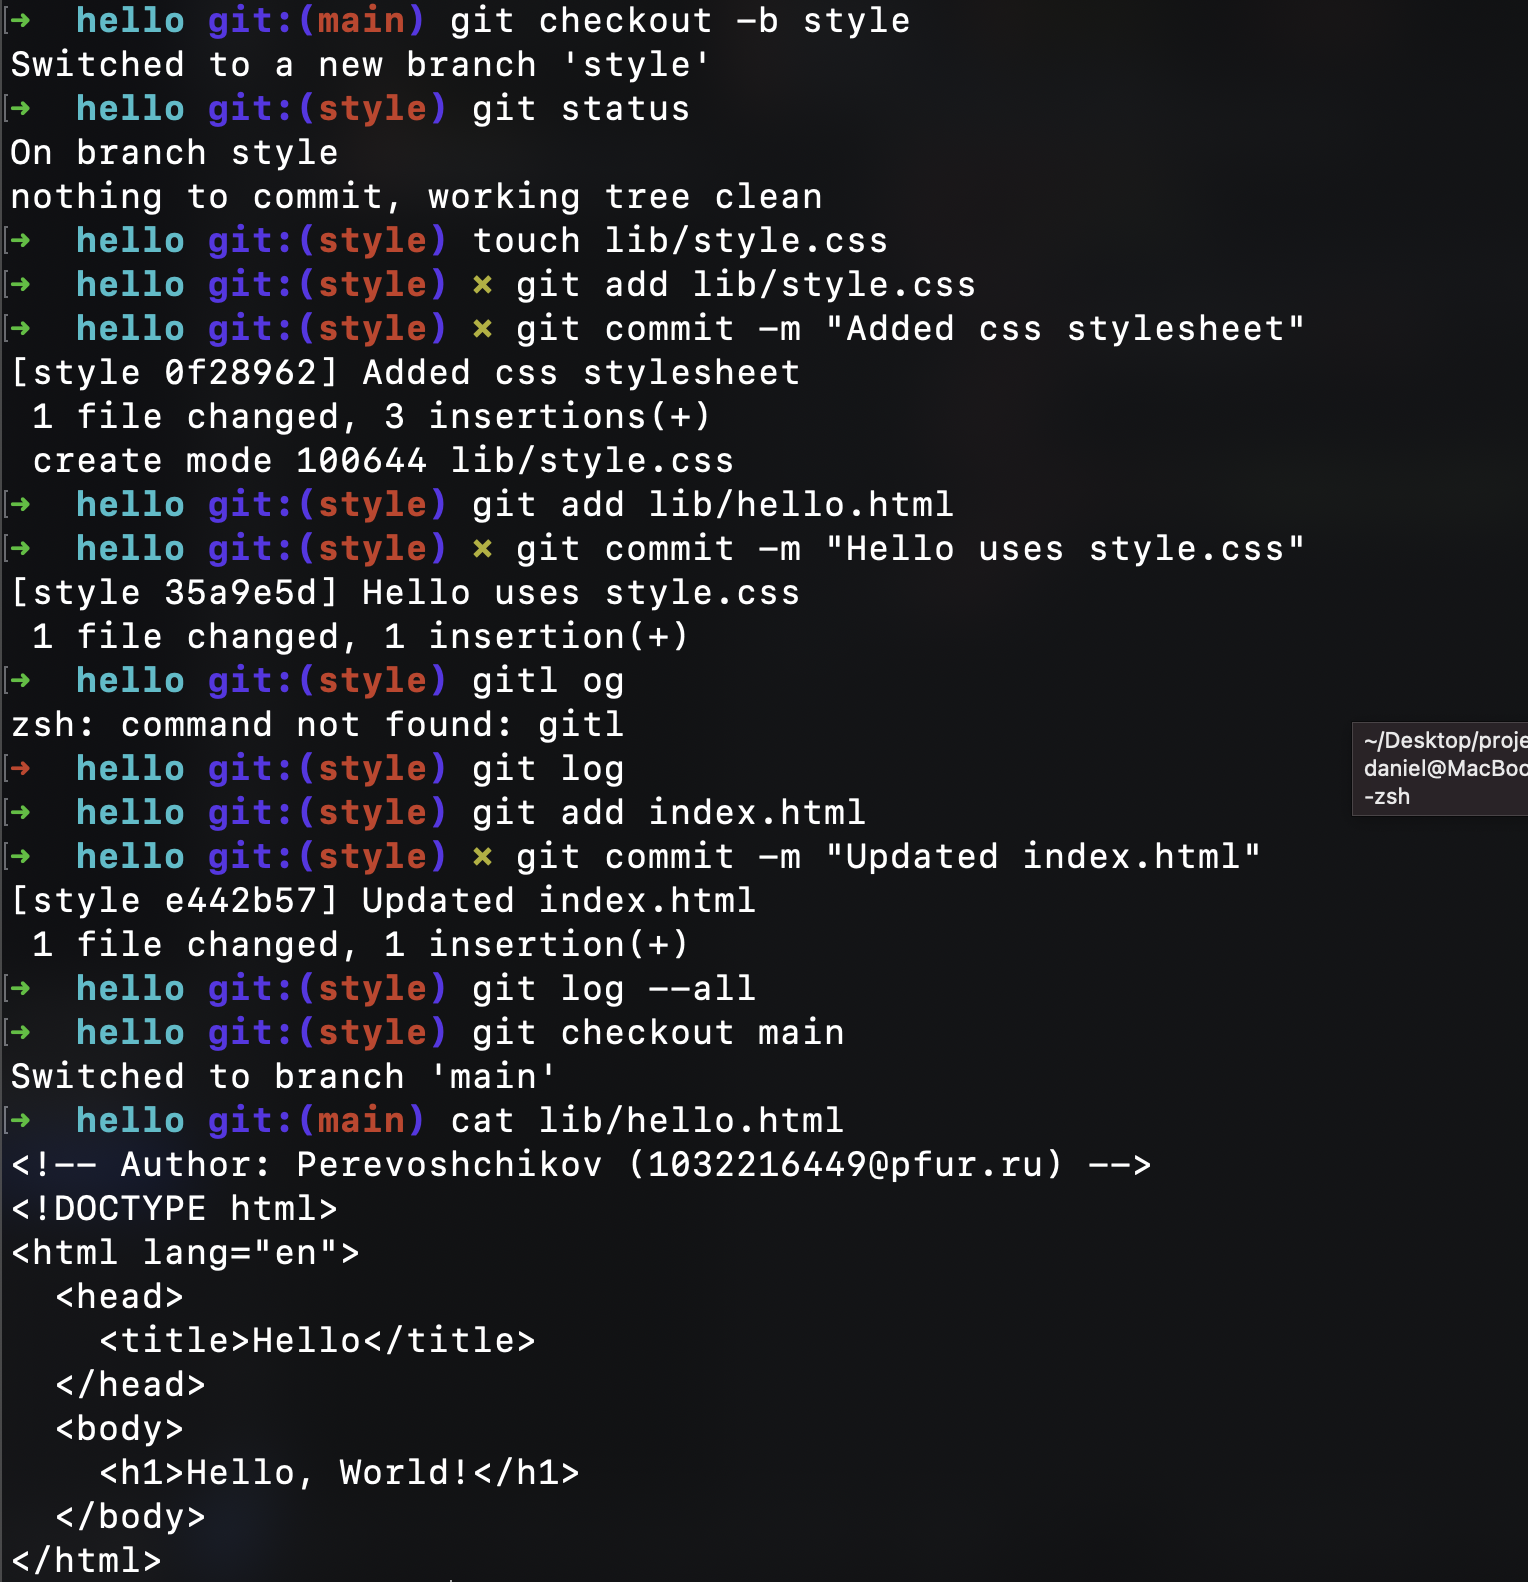 ➜  hello git:(main) git checkout -b style
Switched to a new branch 'style'
➜  hello git:(style) git status
On branch style
nothing to commit, working tree clean
➜  hello git:(style) touch lib/style.css
➜  hello git:(style) ✗ git add lib/style.css
➜  hello git:(style) ✗ git commit -m "Added css stylesheet"
[style 0f28962] Added css stylesheet
 1 file changed, 3 insertions(+)
 create mode 100644 lib/style.css
➜  hello git:(style) git add lib/hello.html
➜  hello git:(style) ✗ git commit -m "Hello uses style.css"
[style 35a9e5d] Hello uses style.css
 1 file changed, 1 insertion(+)
➜  hello git:(style) gitl og
zsh: command not found: gitl
➜  hello git:(style) git log
➜  hello git:(style) git add index.html
➜  hello git:(style) ✗ git commit -m "Updated index.html"
[style e442b57] Updated index.html
 1 file changed, 1 insertion(+)
➜  hello git:(style) git log --all
➜  hello git:(style) git checkout main
Switched to branch 'main'
➜  hello git:(main) cat lib/hello.html
<!-- Author: Perevoshchikov (1032216449@pfur.ru) -->
<!DOCTYPE html>
<html lang="en">
  <head>
    <title>Hello</title>
  </head>
  <body>
    <h1>Hello, World!</h1>
  </body>
</html>
~/Desktop/proje
daniel@MacBoo
-zsh